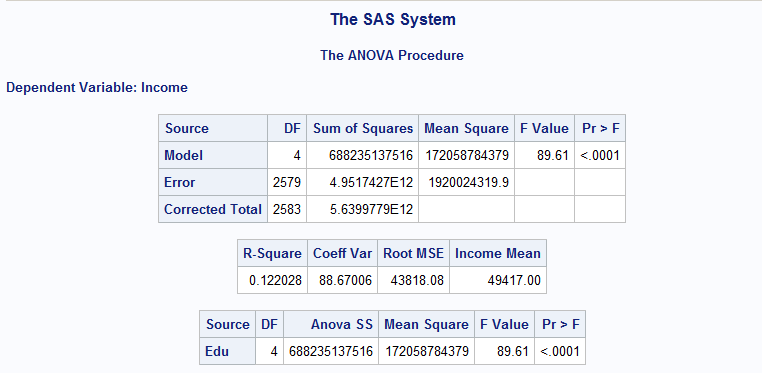 The SAS System
The ANOVA Procedure
Dependent Variable: Income
Source DF Sum of Squares Mean Square F Value Pr > F
Model 4 688235137516 172058784379 89.61 <.0001
Error 2579 4.9517427E12 1920024319.9
Corrected Total 2583 5.6399779E12
R-Square Coeff Var Root MSE Income Mean
0.122028 88.67006 43818.08 49417.00
Source DF Anova SS Mean Square F Value Pr > F
Edu 4 688235137516 172058784379 89.61 <.0001